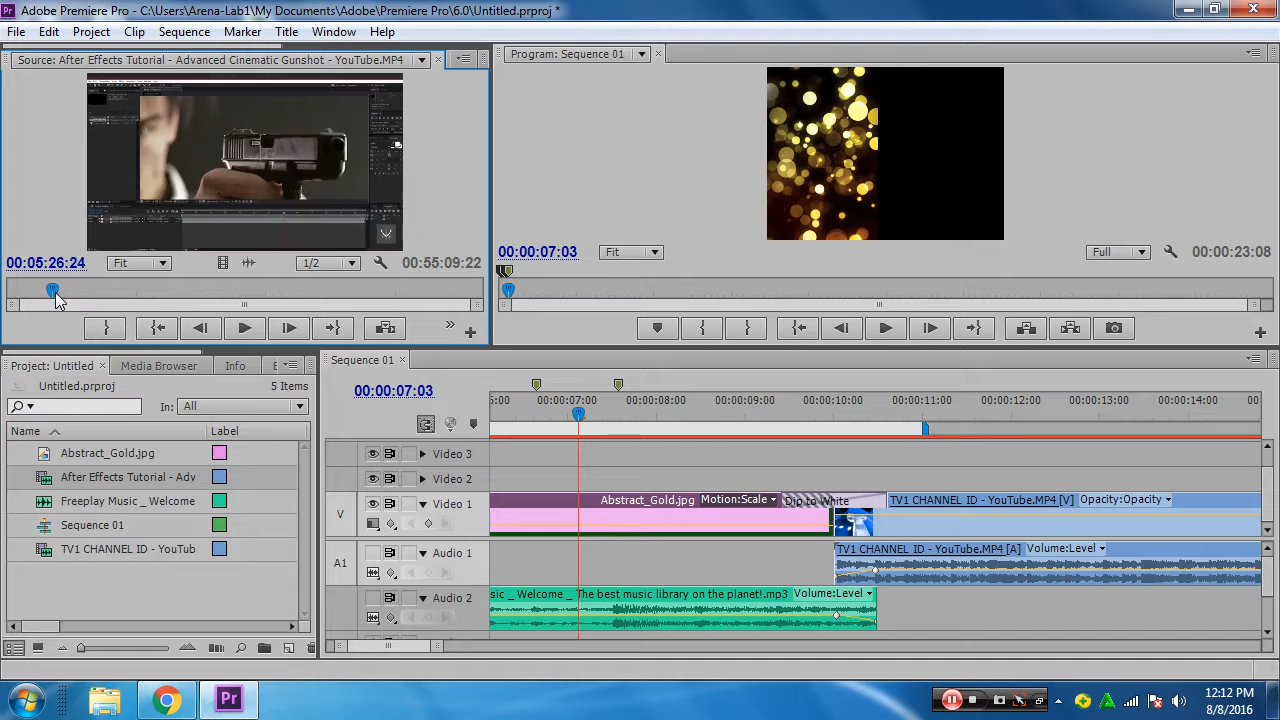 Adobe Premiere Pro - C:\Users\Arena-Lab1\My Documents\Adobe\Premiere Pro\6.0\Untitled.prproj *
File Edit Project Clip Sequence Marker Title Window Help
Source: After Effects Tutorial - Advanced Cinematic Gunshot - YouTube.MP4
Program: Sequence 01
00:05:26:24 Fit 1/2 00:55:09:22
00:00:07:03 Fit Full 00:00:23:08
Project: Untitled Media Browser Info E
Sequence 01
Untitled.prproj 5 Items
00:00:07:03
In: All
5:00 00:00:07:00 00:00:08:00 00:00:09:00 00:00:10:00 00:00:11:00 00:00:12:00 00:00:13:00 00:00:14:00 00
Name Label
Abstract_Gold.jpg
After Effects Tutorial - Adv
Freeplay Music _ Welcome
Sequence 01
TV1 CHANNEL ID - YouTub
Video 3
Video 2
V Video 1
Abstract_Gold.jpg Motion:Scale Dip to White TV1 CHANNEL ID - YouTube.MP4 [V] Opacity:Opacity
A1 Audio 1
TV1 CHANNEL ID - YouTube.MP4 [A] Volume:Level
Audio 2
sic _ Welcome _ The best music library on the planet!.mp3 Volume:Level
Pr
12:12 PM
8/8/2016